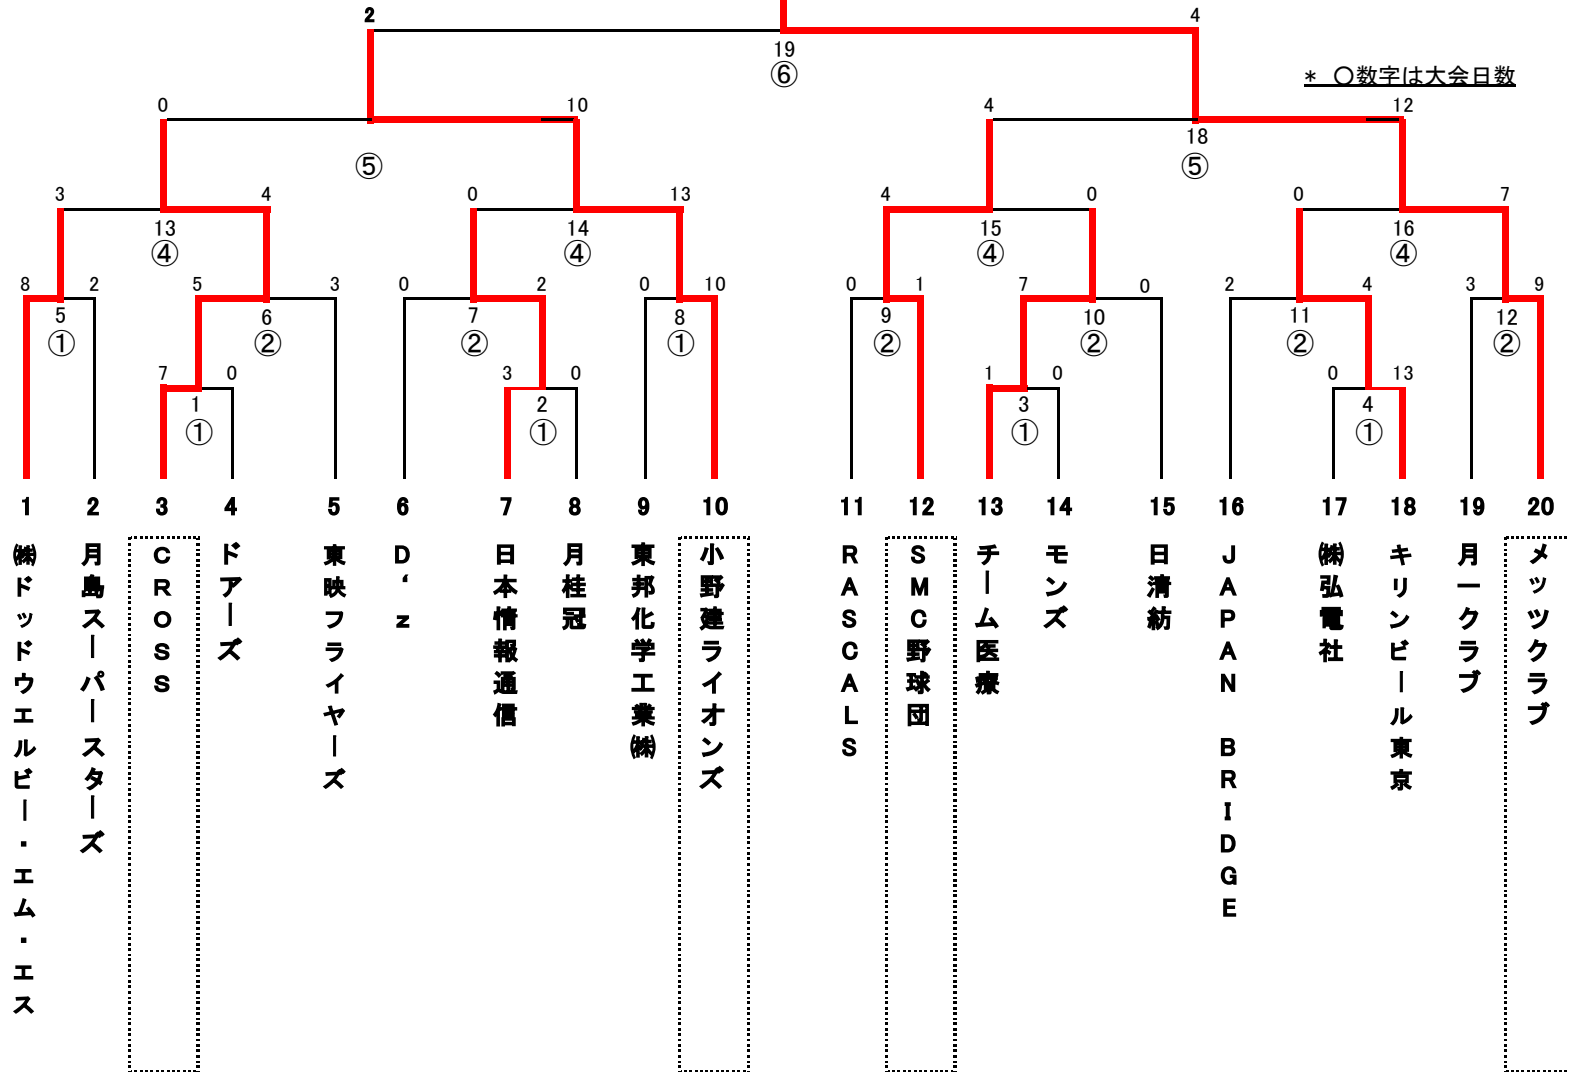 2 4
19
⑥
* ○数字は大会日数
0 10 4 12
18
⑤ ⑤
3 4 0 13 4 0 0 7
13 14 15 16
④ ④ ④ ④
8 2 5 3 0 2 0 10 0 1 7 0 2 4 3 9
5 6 7 8 9 10 11 12
① ② ② ① ② ② ② ②
7 0 3 0 1 0 0 13
1 2 3 4
① ① ① ①
1 2 3 4 5 6 7 8 9 10 11 12 13 14 15 16 17 18 19 20
㈱ドッドウエルビー・エム・エス
月島スーパースターズ
CROSS
ドアーズ
東映フライヤーズ
D‘z
日本情報通信
月桂冠
東邦化学工業㈱
小野建ライオンズ
RASCALS
SMC野球団
チーム医療
モンズ
日清紡
JAPAN BRIDGE
㈱弘電社
キリンビール東京
月一クラブ
メッツクラブ